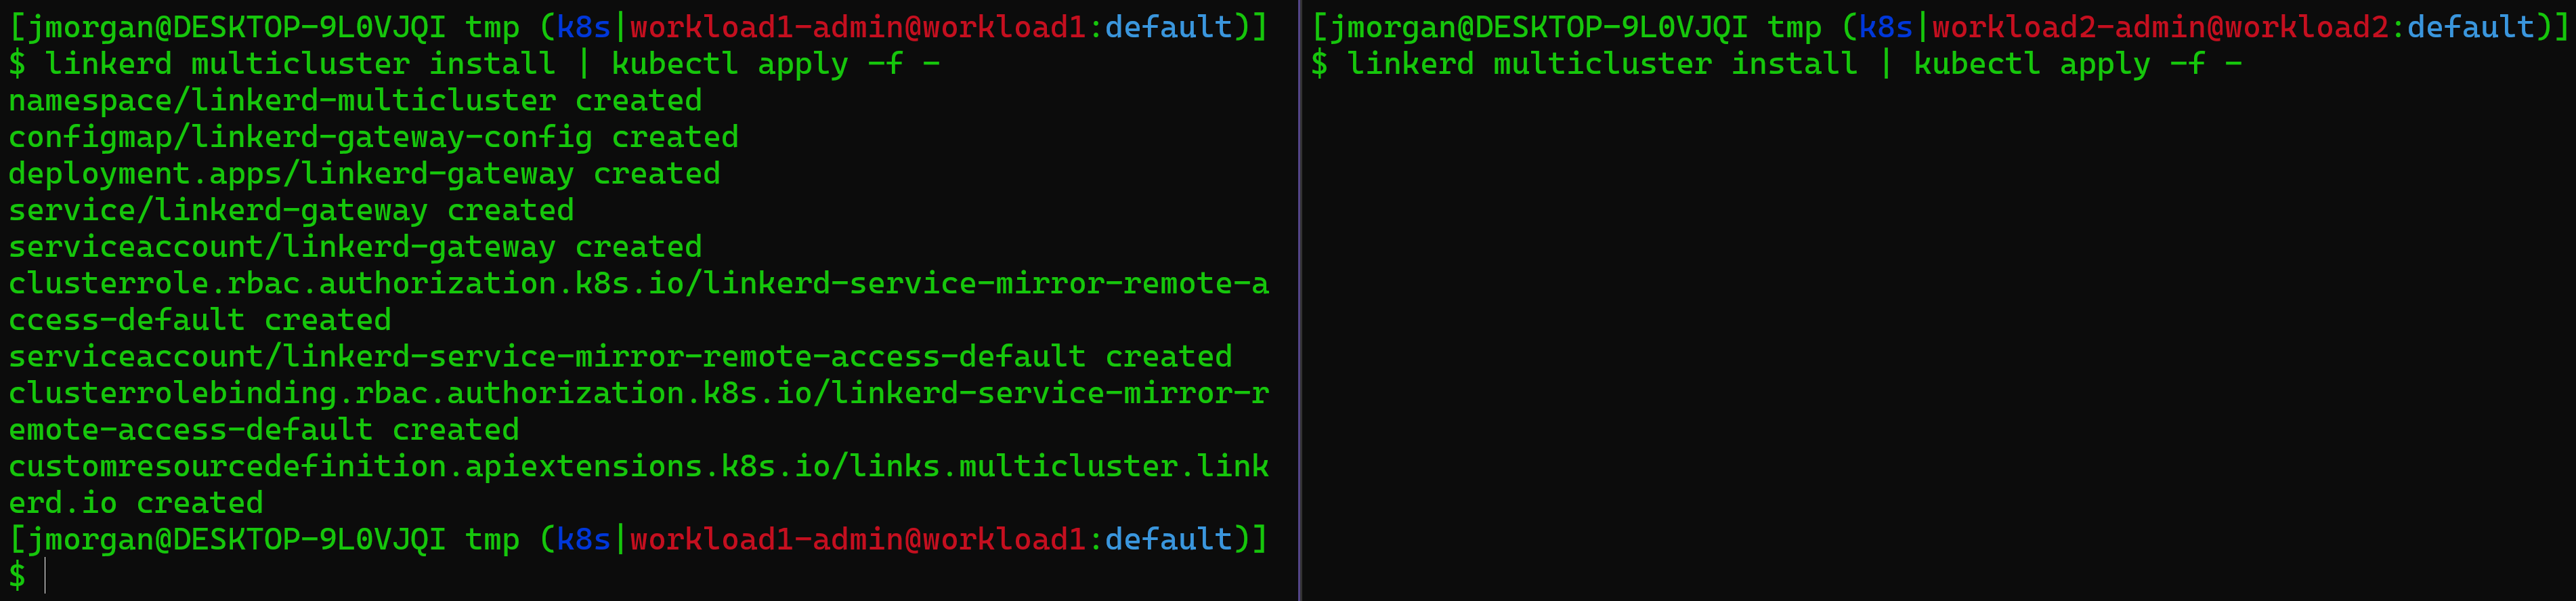 [jmorgan@DESKTOP-9L0VJQI tmp (k8s|workload1-admin@workload1:default)]
$ linkerd multicluster install | kubectl apply -f -
namespace/linkerd-multicluster created
configmap/linkerd-gateway-config created
deployment.apps/linkerd-gateway created
service/linkerd-gateway created
serviceaccount/linkerd-gateway created
clusterrole.rbac.authorization.k8s.io/linkerd-service-mirror-remote-a
ccess-default created
serviceaccount/linkerd-service-mirror-remote-access-default created
clusterrolebinding.rbac.authorization.k8s.io/linkerd-service-mirror-r
emote-access-default created
customresourcedefinition.apiextensions.k8s.io/links.multicluster.link
erd.io created
[jmorgan@DESKTOP-9L0VJQI tmp (k8s|workload1-admin@workload1:default)]
$
[jmorgan@DESKTOP-9L0VJQI tmp (k8s|workload2-admin@workload2:default)]
$ linkerd multicluster install | kubectl apply -f -